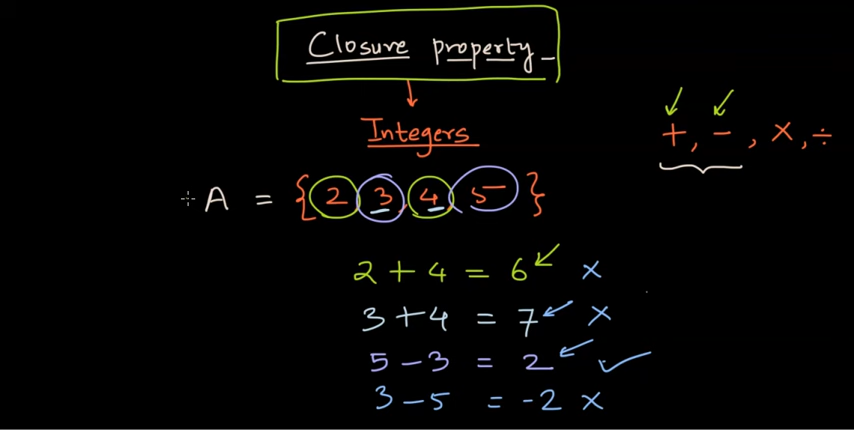 Closure property
Integers
+, -, ×, ÷
A = {2 3, 4 5}
2 + 4 = 6 ×
3 + 4 = 7 ×
5 - 3 = 2 ✓
3 - 5 = -2 ×